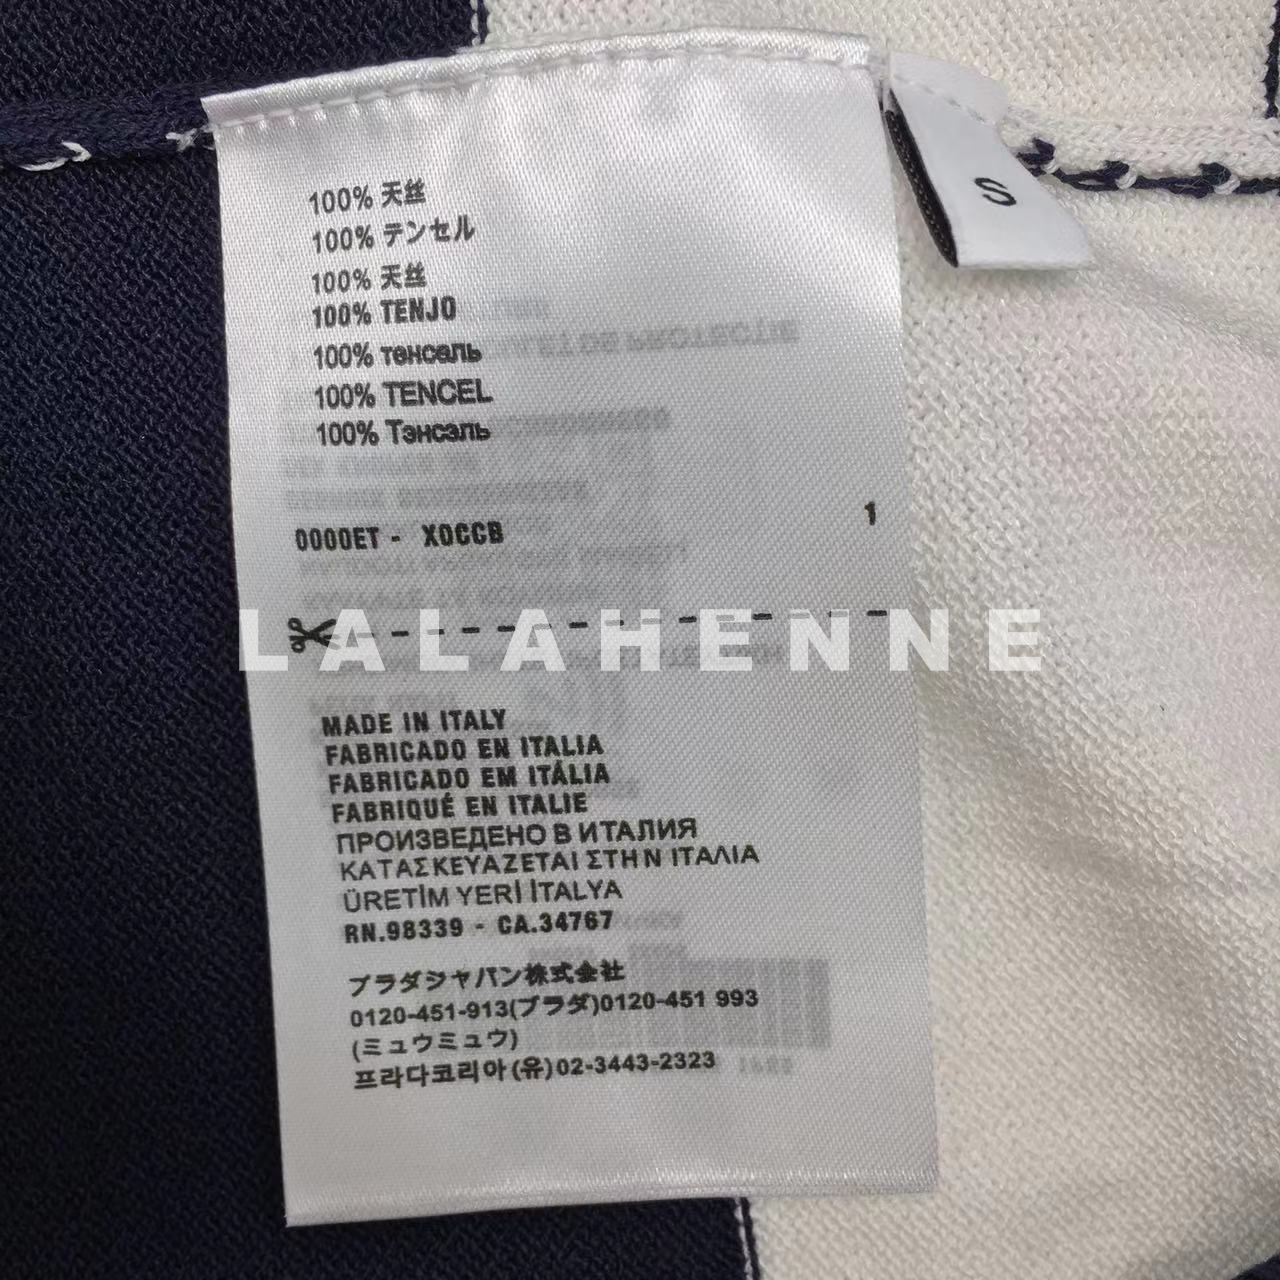 S
100% 天丝
100% テンセル
100% 天丝
100% TENJO
100% тенсель
100% TENCEL
100% Тэнсэль
0000ET - X0CCB
1
LALAHENNE
MADE IN ITALY
FABRICADO EN ITALIA
FABRICADO EM ITÁLIA
FABRIQUÉ EN ITALIE
ПРОИЗВЕДЕНО В ИТАЛИЯ
ΚΑΤΑΣΚΕΥΑΖΕΤΑΙ ΣΤΗΝ ΙΤΑΛΙΑ
ÜRETİM YERİ İTALYA
RN.98339 - CA.34767
プラダジャパン株式会社
0120-451-913(プラダ)0120-451 993
(ミュウミュウ)
프라다코리아(유)02-3443-2323